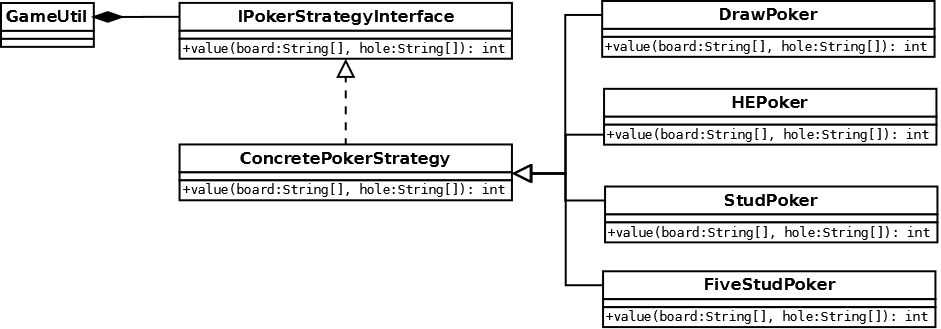 GameUtil
IPokerStrategyInterface
+value(board:String[], hole:String[]): int
ConcretePokerStrategy
+value(board:String[], hole:String[]): int
DrawPoker
+value(board:String[], hole:String[]): int
HEPoker
+value(board:String[], hole:String[]): int
StudPoker
+value(board:String[], hole:String[]): int
FiveStudPoker
+value(board:String[], hole:String[]): int